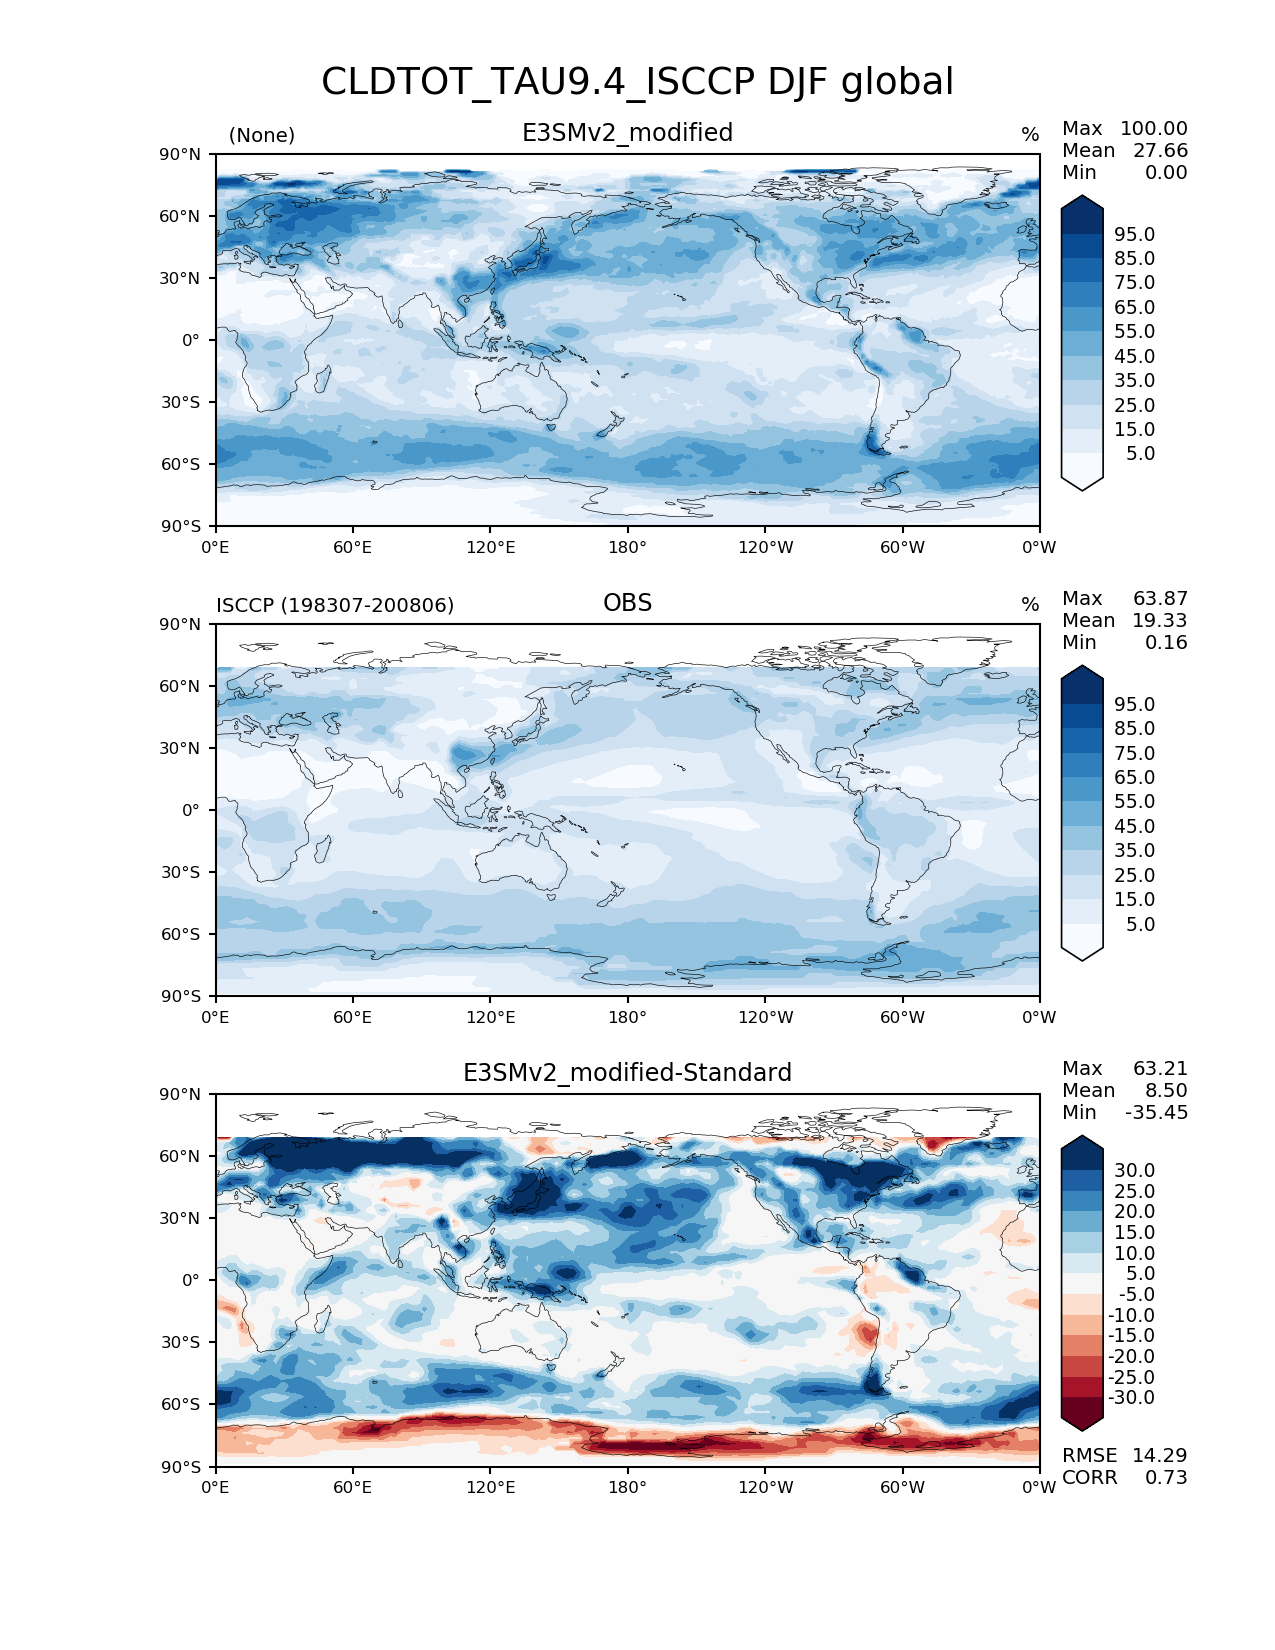 CLDTOT_TAU9.4_ISCCP DJF global
(None) E3SMv2_modified %
Max 100.00
Mean 27.66
Min 0.00
90°N
60°N
30°N
0°
30°S
60°S
90°S
0°E 60°E 120°E 180° 120°W 60°W 0°W
95.0
85.0
75.0
65.0
55.0
45.0
35.0
25.0
15.0
5.0
ISCCP (198307-200806) OBS %
Max 63.87
Mean 19.33
Min 0.16
90°N
60°N
30°N
0°
30°S
60°S
90°S
0°E 60°E 120°E 180° 120°W 60°W 0°W
95.0
85.0
75.0
65.0
55.0
45.0
35.0
25.0
15.0
5.0
E3SMv2_modified-Standard
Max 63.21
Mean 8.50
Min -35.45
90°N
60°N
30°N
0°
30°S
60°S
90°S
0°E 60°E 120°E 180° 120°W 60°W 0°W
30.0
25.0
20.0
15.0
10.0
5.0
-5.0
-10.0
-15.0
-20.0
-25.0
-30.0
RMSE 14.29
CORR 0.73